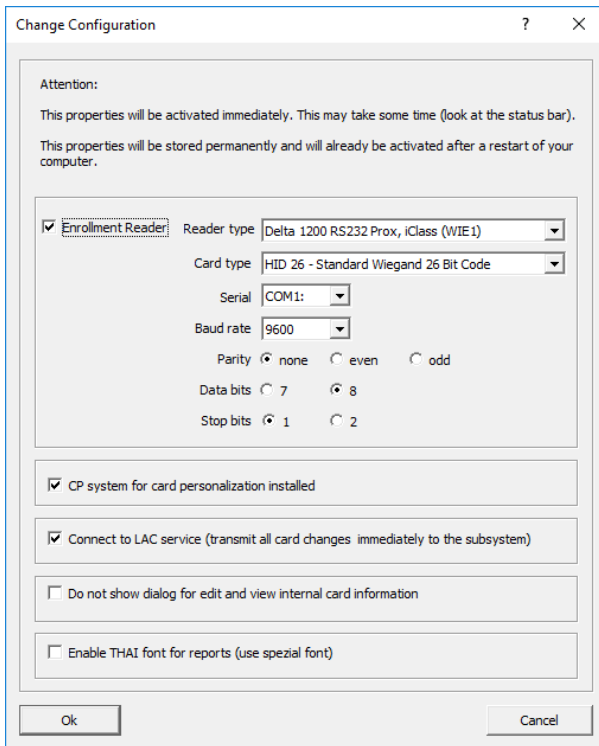 Change Configuration
?
Attention:
This properties will be activated immediately. This may take some time (look at the status bar).
This properties will be stored permanently and will already be activated after a restart of your
computer.
Enrollment Reader
Reader type Delta 1200 RS232 Prox, iClass (WIE1)
Card type HID 26 - Standard Wiegand 26 Bit Code
Serial COM1:
Baud rate 9600
Parity none even odd
Data bits 7 8
Stop bits 1 2
CP system for card personalization installed
Connect to LAC service (transmit all card changes immediately to the subsystem)
Do not show dialog for edit and view internal card information
Enable THAI font for reports (use spezial font)
Ok
Cancel